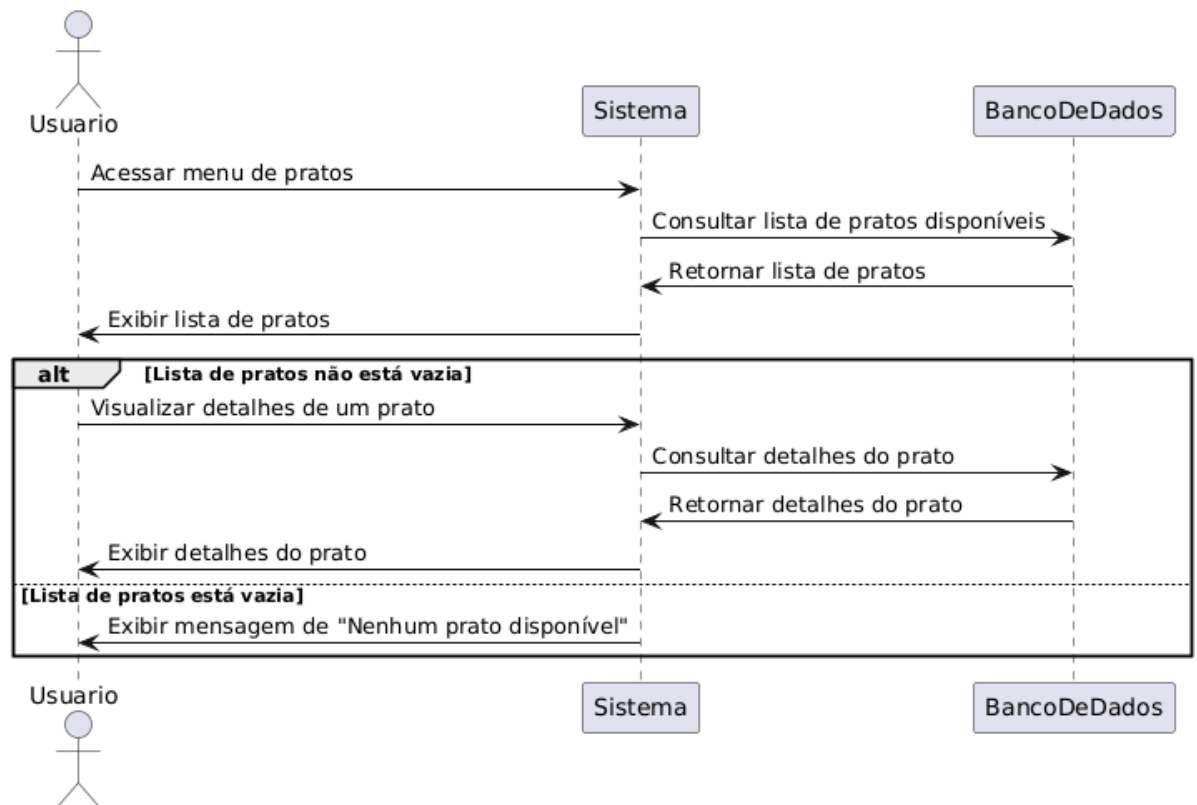 Usuario
Sistema
BancoDeDados
Acessar menu de pratos
Consultar lista de pratos disponíveis
Retornar lista de pratos
Exibir lista de pratos
alt [Lista de pratos não está vazia]
Visualizar detalhes de um prato
Consultar detalhes do prato
Retornar detalhes do prato
Exibir detalhes do prato
[Lista de pratos está vazia]
Exibir mensagem de "Nenhum prato disponível"
Usuario
Sistema
BancoDeDados